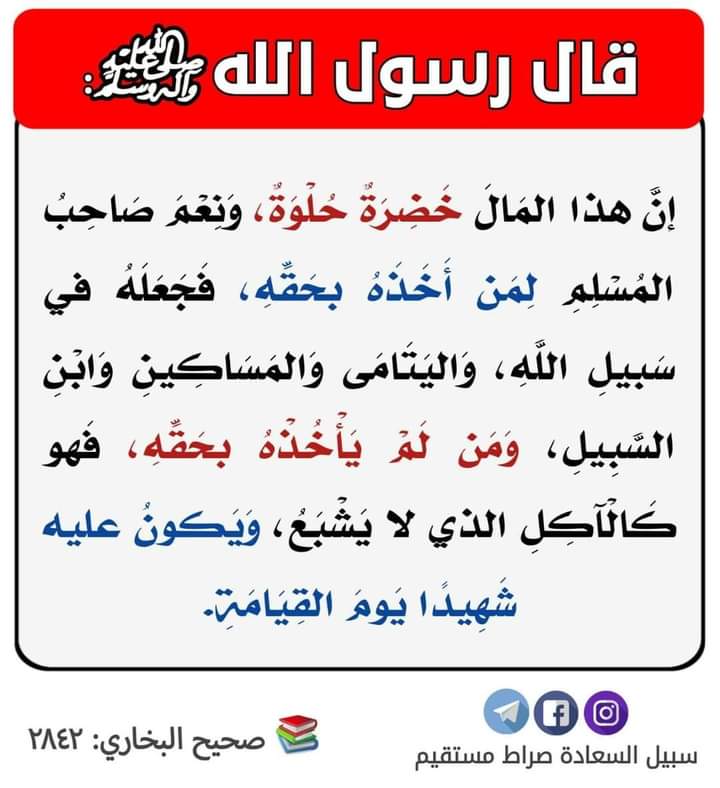 قال رسول الله صلى الله عليه وآله وسلم:
إنَّ هذا المَالَ خَضِرَةٌ حُلْوَةٌ، وَنِعْمَ صَاحِبُ
المُسْلِمِ لِمَن أَخَذَهُ بحَقِّهِ، فَجَعَلَهُ في
سَبيلِ اللَّهِ، وَاليَتَامَى وَالمَسَاكِينِ وَابْنِ
السَّبِيلِ، وَمَن لَمْ يَأْخُذْهُ بحَقِّهِ، فَهو
كَالْآكِلِ الذي لا يَشْبَعُ، وَيَكونُ عليه
شَهِيدًا يَومَ القِيَامَةِ.
سبيل السعادة صراط مستقيم
صحيح البخاري: ٢٨٤٢